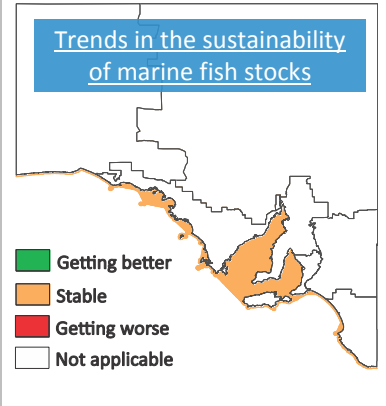 Trends in the sustainability
of marine fish stocks
Getting better
Stable
Getting worse
Not applicable